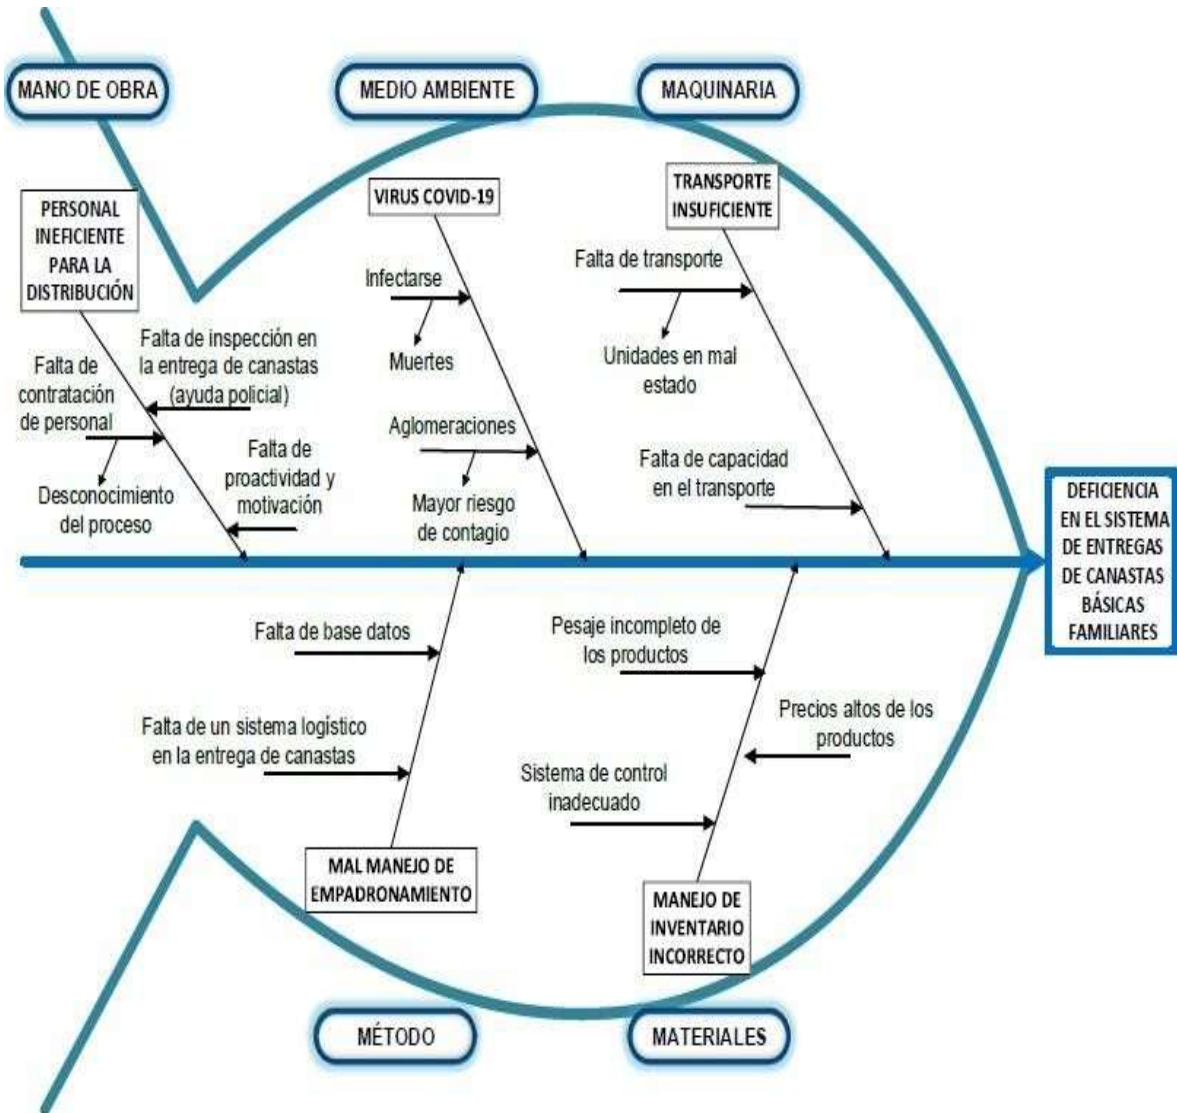 MANO DE OBRA
MEDIO AMBIENTE
MAQUINARIA
PERSONAL
INEFICIENTE
PARA LA
DISTRIBUCIÓN
Falta de inspección en
la entrega de canastas
(ayuda policial)
Falta de
contratación
de personal
Desconocimiento
del proceso
Falta de
proactividad y
motivación
VIRUS COVID-19
Infectarse
Muertes
Aglomeraciones
Mayor riesgo
de contagio
TRANSPORTE
INSUFICIENTE
Falta de transporte
Unidades en mal
estado
Falta de capacidad
en el transporte
DEFICIENCIA
EN EL SISTEMA
DE ENTREGAS
DE CANASTAS
BÁSICAS
FAMILIARES
Falta de base datos
Falta de un sistema logístico
en la entrega de canastas
MAL MANEJO DE
EMPADRONAMIENTO
Pesaje incompleto de
los productos
Precios altos de los
productos
Sistema de control
inadecuado
MANEJO DE
INVENTARIO
INCORRECTO
MÉTODO
MATERIALES